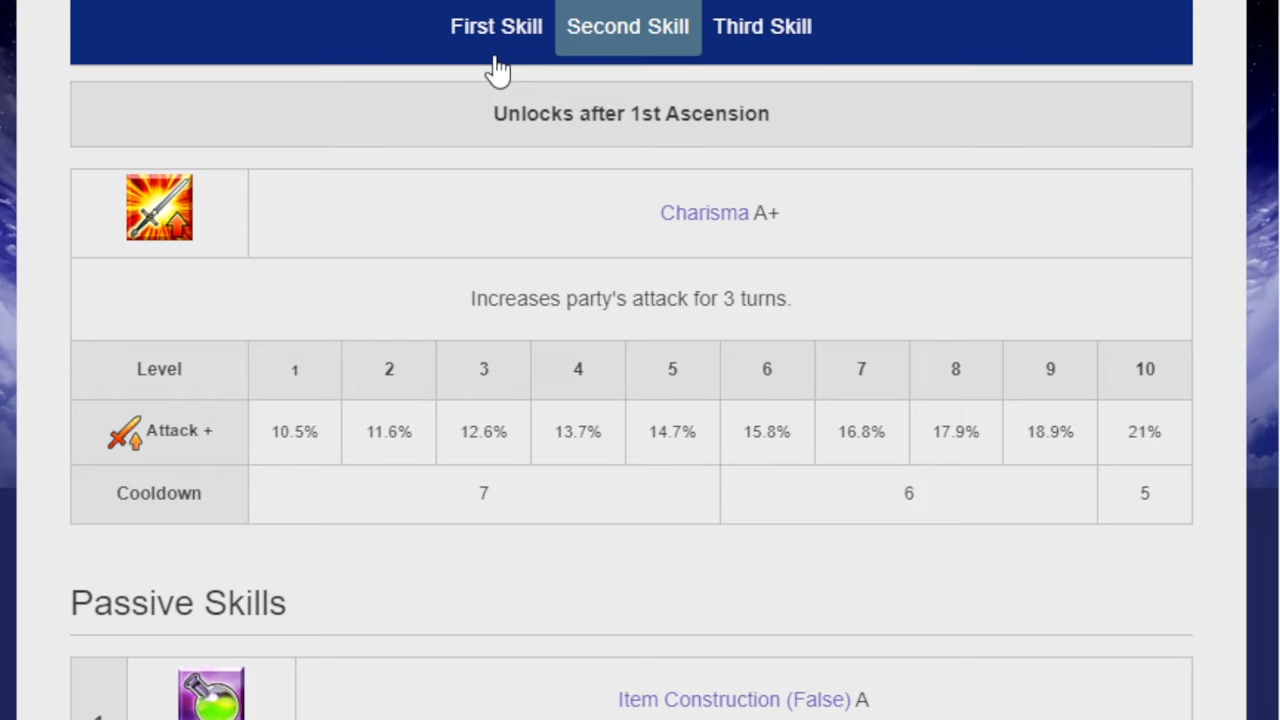 First Skill Second Skill Third Skill
Unlocks after 1st Ascension
Charisma A+
Increases party's attack for 3 turns.
Level 1 2 3 4 5 6 7 8 9 10
Attack + 10.5% 11.6% 12.6% 13.7% 14.7% 15.8% 16.8% 17.9% 18.9% 21%
Cooldown 7 6 5
Passive Skills
Item Construction (False) A